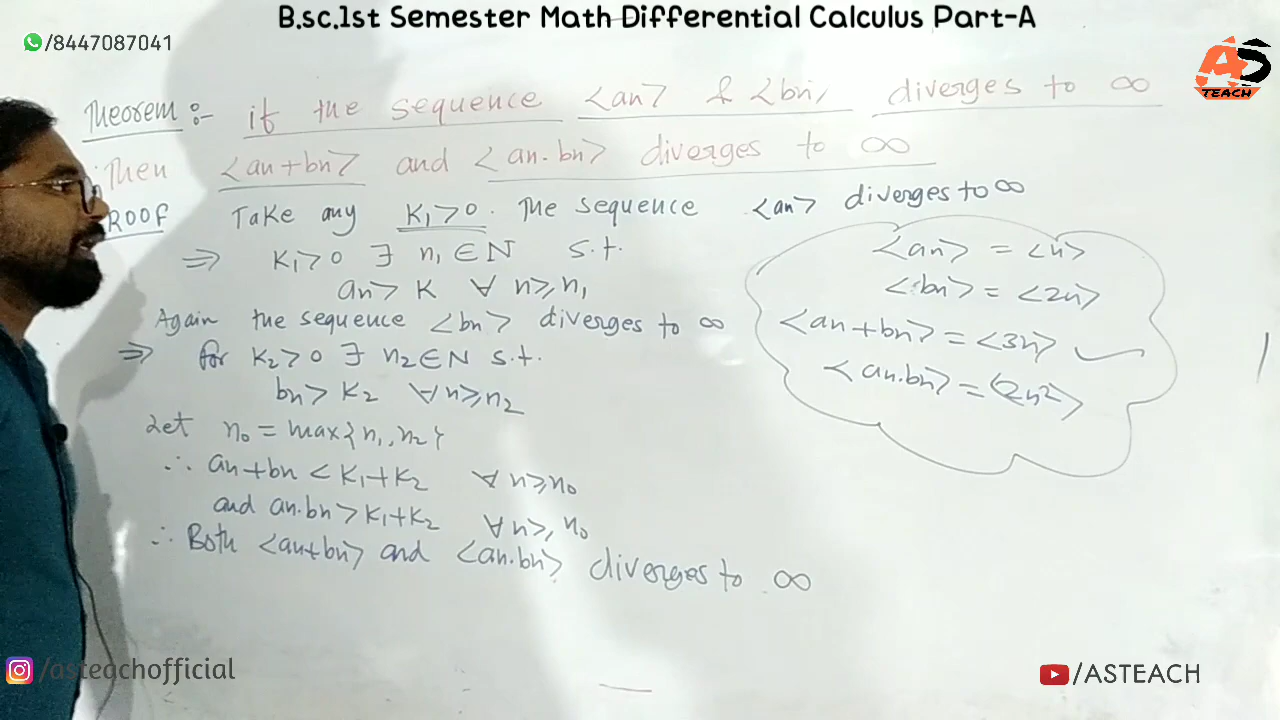 B.sc.1st Semester Math Differential Calculus Part-A
/8447087041
AS
TEACH
Theorem :- if the sequence <an> & <bn> diverges to ∞
Then <an+bn> and <an.bn> diverges to ∞
ROOF Take any K₁>0. The sequence <an> diverges to ∞
⇒ K₁>0 ∃ n₁ ∈ N s.t.
an > K ∀ n≥n₁
Again the sequence <bn> diverges to ∞
⇒ for K₂>0 ∃ n₂∈N s.t.
bn > K₂ ∀n≥n₂
Let n₀ = max{n₁,n₂}
∴ an+bn < K₁+K₂ ∀ n≥n₀
and an.bn > K₁+K₂ ∀ n≥n₀
∴ Both <an+bn> and <an.bn> diverges to ∞
<an> = <n>
<bn> = <2n>
<an+bn> = <3n> ✓
<an.bn> = <2n²>
/asteachofficial
/ASTEACH